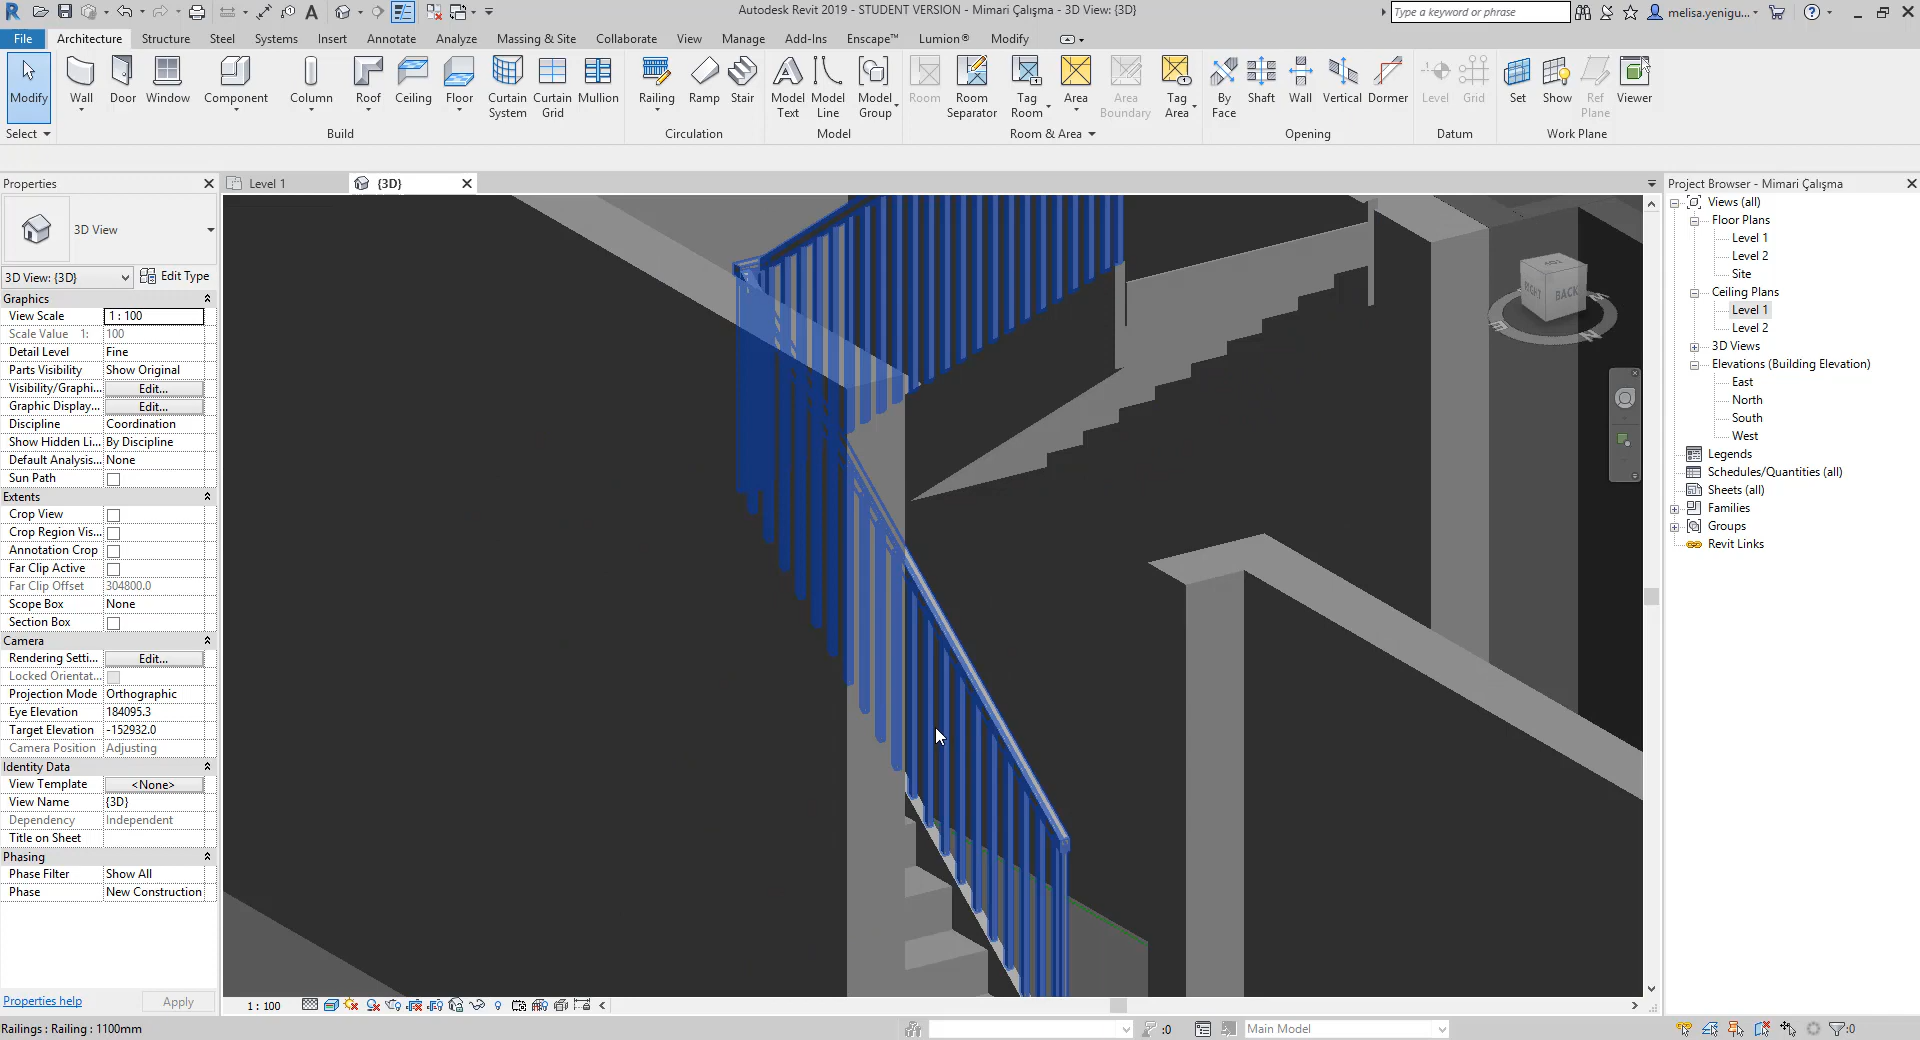 Autodesk Revit 2019 - STUDENT VERSION - Mimari Çalışma - 3D View: {3D}
Type a keyword or phrase
melisa.yenigu...
File Architecture Structure Steel Systems Insert Annotate Analyze Massing & Site Collaborate View Manage Add-Ins Enscape™ Lumion® Modify
Modify
Wall Door Window Component Column Roof Ceiling Floor Curtain System Curtain Grid Mullion
Railing Ramp Stair
Model Text Model Line Model Group
Room Room Separator Tag Room Area Area Boundary Tag Area
By Face Shaft Wall Vertical Dormer
Level Grid
Set Show Ref Plane Viewer
Select Build Circulation Model Room & Area Opening Datum Work Plane
Properties
3D View
3D View: {3D} Edit Type
Graphics
View Scale 1 : 100
Scale Value 1: 100
Detail Level Fine
Parts Visibility Show Original
Visibility/Graphi... Edit...
Graphic Display... Edit...
Discipline Coordination
Show Hidden Li... By Discipline
Default Analysis... None
Sun Path
Extents
Crop View
Crop Region Vis...
Annotation Crop
Far Clip Active
Far Clip Offset 304800.0
Scope Box None
Section Box
Camera
Rendering Setti... Edit...
Locked Orientat...
Projection Mode Orthographic
Eye Elevation 184095.3
Target Elevation -152932.0
Camera Position Adjusting
Identity Data
View Template <None>
View Name {3D}
Dependency Independent
Title on Sheet
Phasing
Phase Filter Show All
Phase New Construction
Properties help Apply
Level 1 {3D}
RIGHT BACK
Project Browser - Mimari Çalışma
Views (all)
Floor Plans
Level 1
Level 2
Site
Ceiling Plans
Level 1
Level 2
3D Views
Elevations (Building Elevation)
East
North
South
West
Legends
Schedules/Quantities (all)
Sheets (all)
Families
Groups
Revit Links
1 : 100
Railings : Railing : 1100mm
:0
Main Model
:0